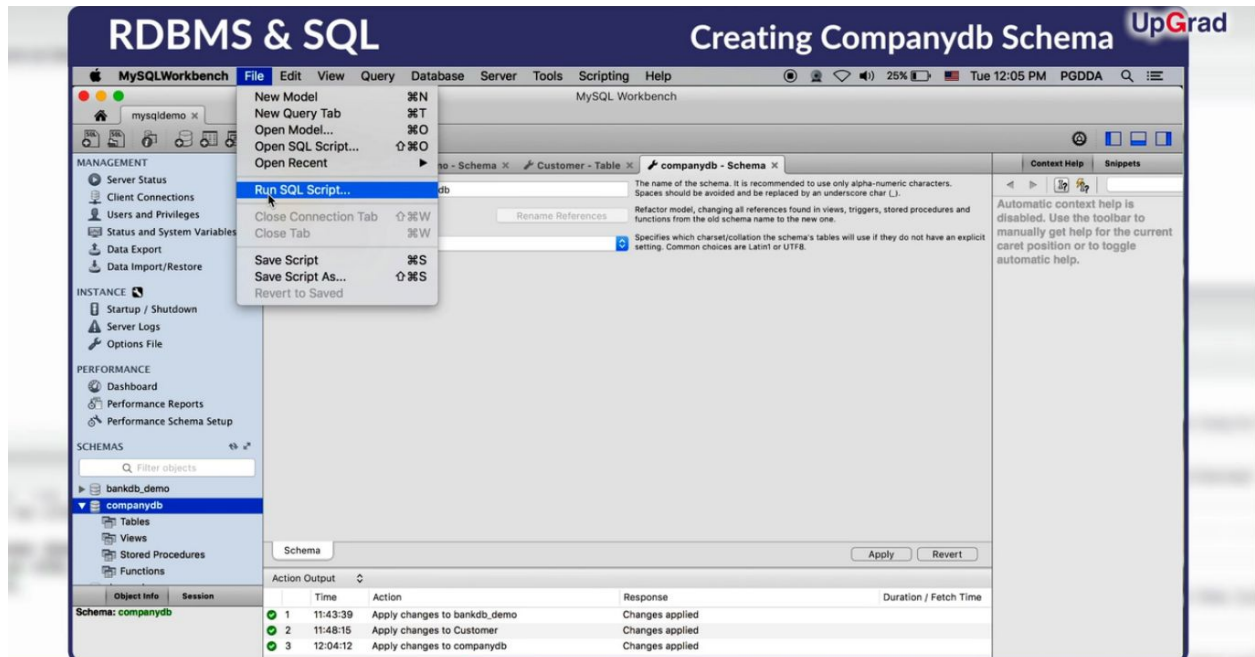 RDBMS & SQL
Creating Companydb Schema
UpGrad
MySQLWorkbench File Edit View Query Database Server Tools Scripting Help 25% Tue 12:05 PM PGDDA
MySQL Workbench
mysqldemo ×
New Model ⌘N
New Query Tab ⌘T
Open Model... ⌘O
Open SQL Script... ⇧⌘O
Open Recent ▶
Run SQL Script...
Close Connection Tab ⇧⌘W
Close Tab ⌘W
Save Script ⌘S
Save Script As... ⇧⌘S
Revert to Saved
no - Schema × Customer - Table × companydb - Schema ×
db
The name of the schema. It is recommended to use only alpha-numeric characters.
Spaces should be avoided and be replaced by an underscore char (_).
Rename References
Refactor model, changing all references found in views, triggers, stored procedures and
functions from the old schema name to the new one.
Specifies which charset/collation the schema's tables will use if they do not have an explicit
setting. Common choices are Latin1 or UTF8.
Context Help Snippets
Automatic context help is
disabled. Use the toolbar to
manually get help for the current
caret position or to toggle
automatic help.
MANAGEMENT
Server Status
Client Connections
Users and Privileges
Status and System Variables
Data Export
Data Import/Restore
INSTANCE
Startup / Shutdown
Server Logs
Options File
PERFORMANCE
Dashboard
Performance Reports
Performance Schema Setup
SCHEMAS
Filter objects
bankdb_demo
companydb
Tables
Views
Stored Procedures
Functions
Object Info Session
Schema: companydb
Schema
Apply Revert
Action Output
Time Action Response Duration / Fetch Time
1 11:43:39 Apply changes to bankdb_demo Changes applied
2 11:48:15 Apply changes to Customer Changes applied
3 12:04:12 Apply changes to companydb Changes applied